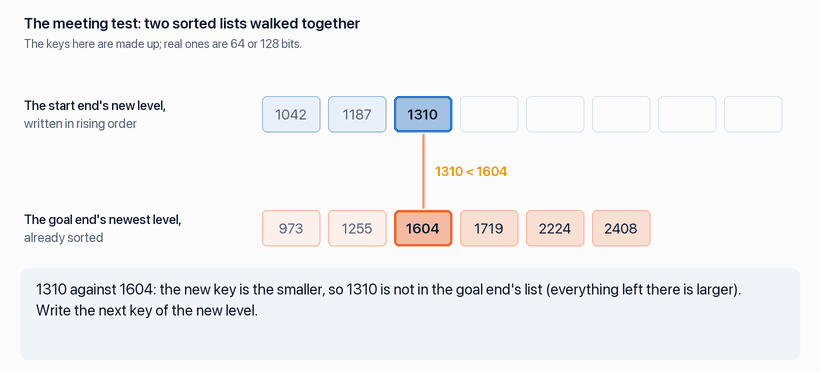 The meeting test: two sorted lists walked together
The keys here are made up; real ones are 64 or 128 bits.
The start end's new level,
written in rising order
1042 1187 1310
1310 < 1604
The goal end's newest level,
already sorted
973 1255 1604 1719 2224 2408
1310 against 1604: the new key is the smaller, so 1310 is not in the goal end's list (everything left there is larger).
Write the next key of the new level.